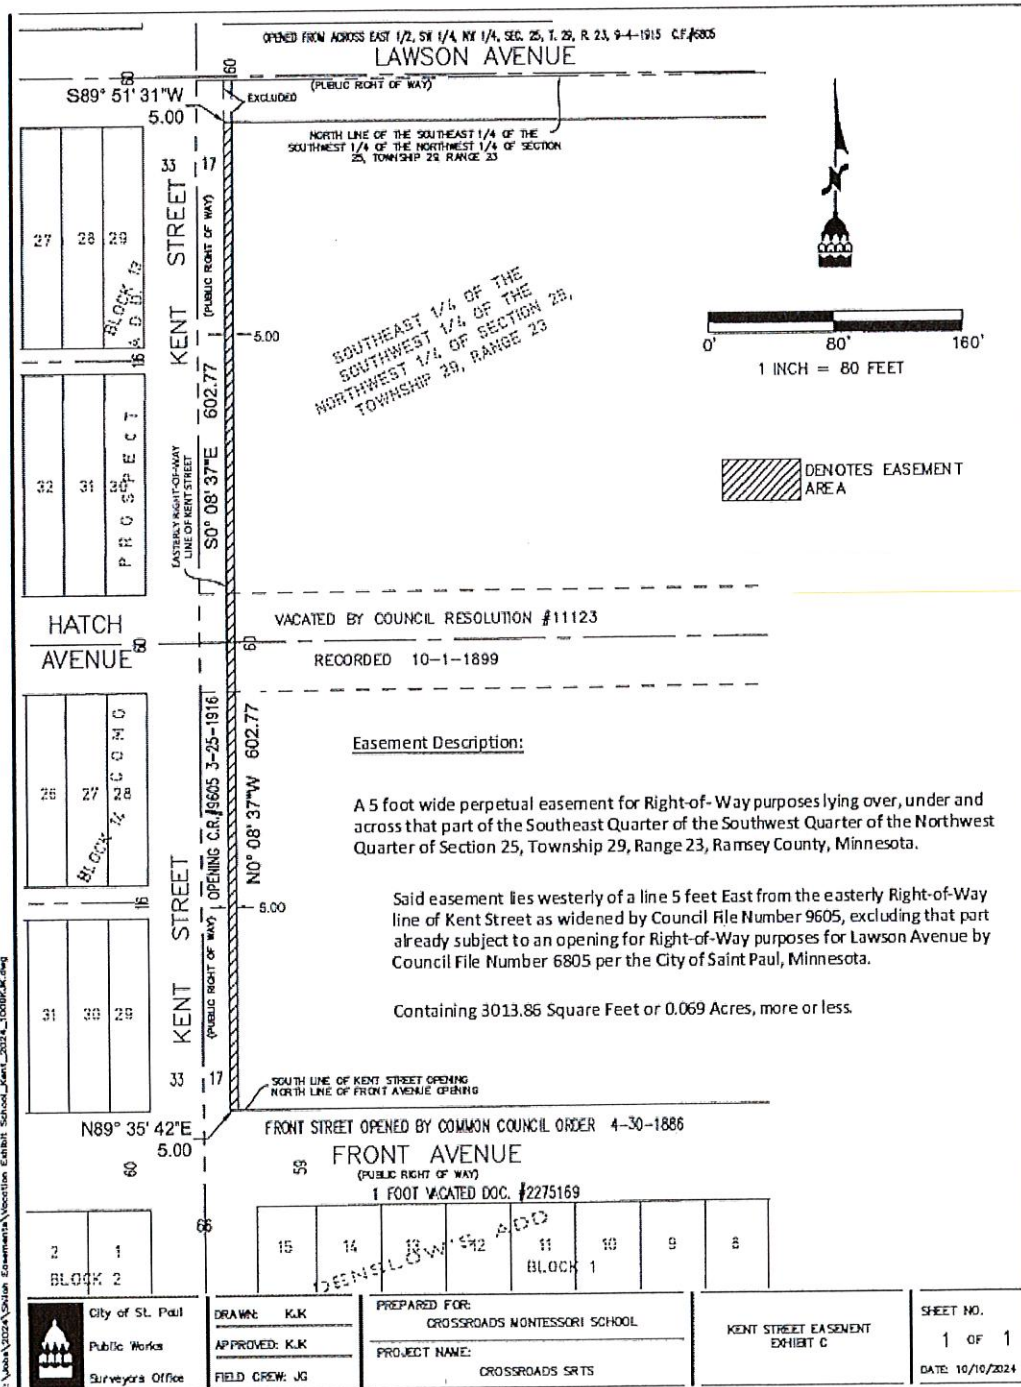 OPENED FROM ACROSS EAST 1/2, SW 1/4, NW 1/4, SEC. 25, T. 29, R. 23, 9-4-1915 C.F.#6805
LAWSON AVENUE
(PUBLIC RIGHT OF WAY)
60
60
S89° 51' 31"W
5.00
EXCLUDED
NORTH LINE OF THE SOUTHEAST 1/4 OF THE
SOUTHWEST 1/4 OF THE NORTHWEST 1/4 OF SECTION
25, TOWNSHIP 29 RANGE 23
33
17
KENT STREET
(PUBLIC RIGHT OF WAY)
27
28
29
BLOCK 13
ADD.
16
5.00
SOUTHEAST 1/4 OF THE
SOUTHWEST 1/4 OF THE
NORTHWEST 1/4 OF SECTION 25,
TOWNSHIP 29, RANGE 23
N
0'
80'
160'
1 INCH = 80 FEET
S0° 08' 37"E 602.77
EASTERLY RIGHT-OF-WAY
LINE OF KENT STREET
32
31
30
PROSPECT
DENOTES EASEMENT
AREA
HATCH
AVENUE
60
60
VACATED BY COUNCIL RESOLUTION #11123
RECORDED 10-1-1899
26
27
28
COMO
BLOCK
16
KENT STREET
(PUBLIC RIGHT OF WAY) OPENING C.R.#9605 3-25-1916
N0° 08' 37"W 602.77
5.00
Easement Description:
A 5 foot wide perpetual easement for Right-of-Way purposes lying over, under and
across that part of the Southeast Quarter of the Southwest Quarter of the Northwest
Quarter of Section 25, Township 29, Range 23, Ramsey County, Minnesota.
Said easement lies westerly of a line 5 feet East from the easterly Right-of-Way
line of Kent Street as widened by Council File Number 9605, excluding that part
already subject to an opening for Right-of-Way purposes for Lawson Avenue by
Council File Number 6805 per the City of Saint Paul, Minnesota.
Containing 3013.86 Square Feet or 0.069 Acres, more or less.
31
30
29
33
17
SOUTH LINE OF KENT STREET OPENING
NORTH LINE OF FRONT AVENUE OPENING
N89° 35' 42"E
5.00
60
FRONT STREET OPENED BY COMMON COUNCIL ORDER 4-30-1886
FRONT AVENUE
59
(PUBLIC RIGHT OF WAY)
1 FOOT VACATED DOC. #2275169
66
2
1
BLOCK 2
15
14
13
12
11
10
9
8
DENSLOW'S ADD
BLOCK 1
City of St. Paul
Public Works
Surveyors Office
DRAWN: KJK
APPROVED: KJK
FIELD CREW: JG
PREPARED FOR:
CROSSROADS MONTESSORI SCHOOL
PROJECT NAME:
CROSSROADS SRTS
KENT STREET EASEMENT
EXHIBIT C
SHEET NO.
1 OF 1
DATE: 10/10/2024